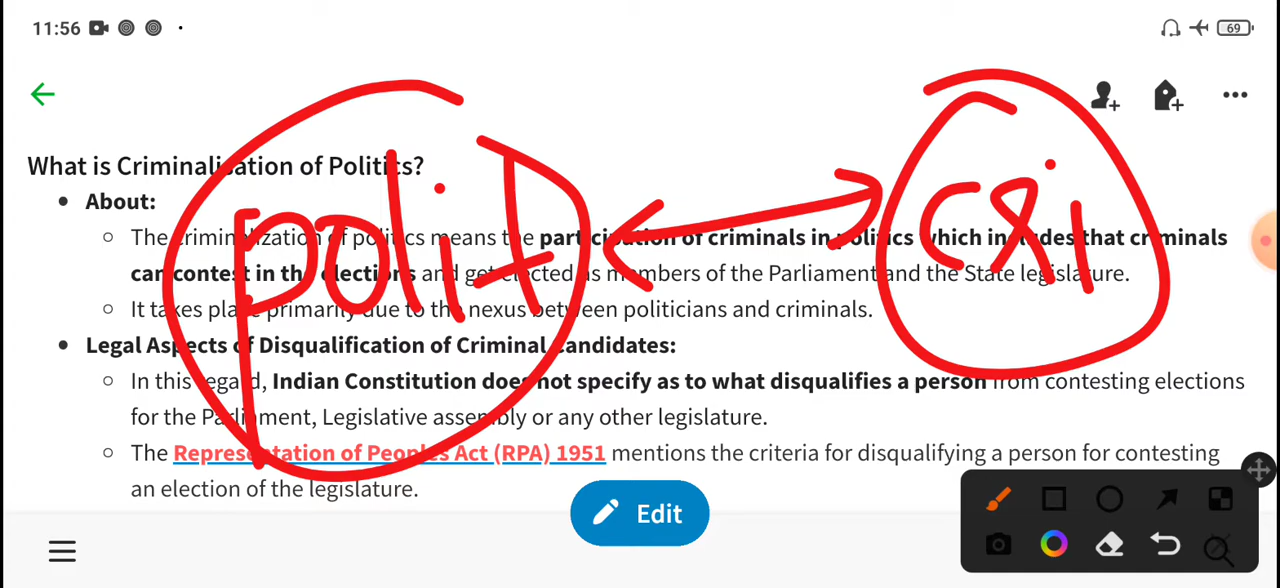 11:56
69
What is Criminalisation of Politics?
About:
The criminalization of politics means the participation of criminals in politics which includes that criminals
can contest in the elections and get elected as members of the Parliament and the State legislature.
It takes place primarily due to the nexus between politicians and criminals.
Legal Aspects of Disqualification of Criminal Candidates:
In this regard, Indian Constitution does not specify as to what disqualifies a person from contesting elections
for the Parliament, Legislative assembly or any other legislature.
The Representation of Peoples Act (RPA) 1951 mentions the criteria for disqualifying a person for contesting
an election of the legislature.
polit
cri
Edit